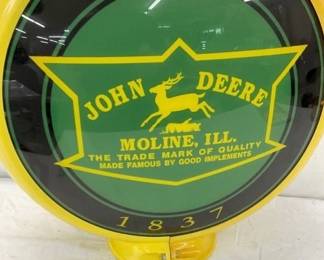 JOHN DEERE
MOLINE, ILL.
THE TRADE MARK OF QUALITY
MADE FAMOUS BY GOOD IMPLEMENTS
1837